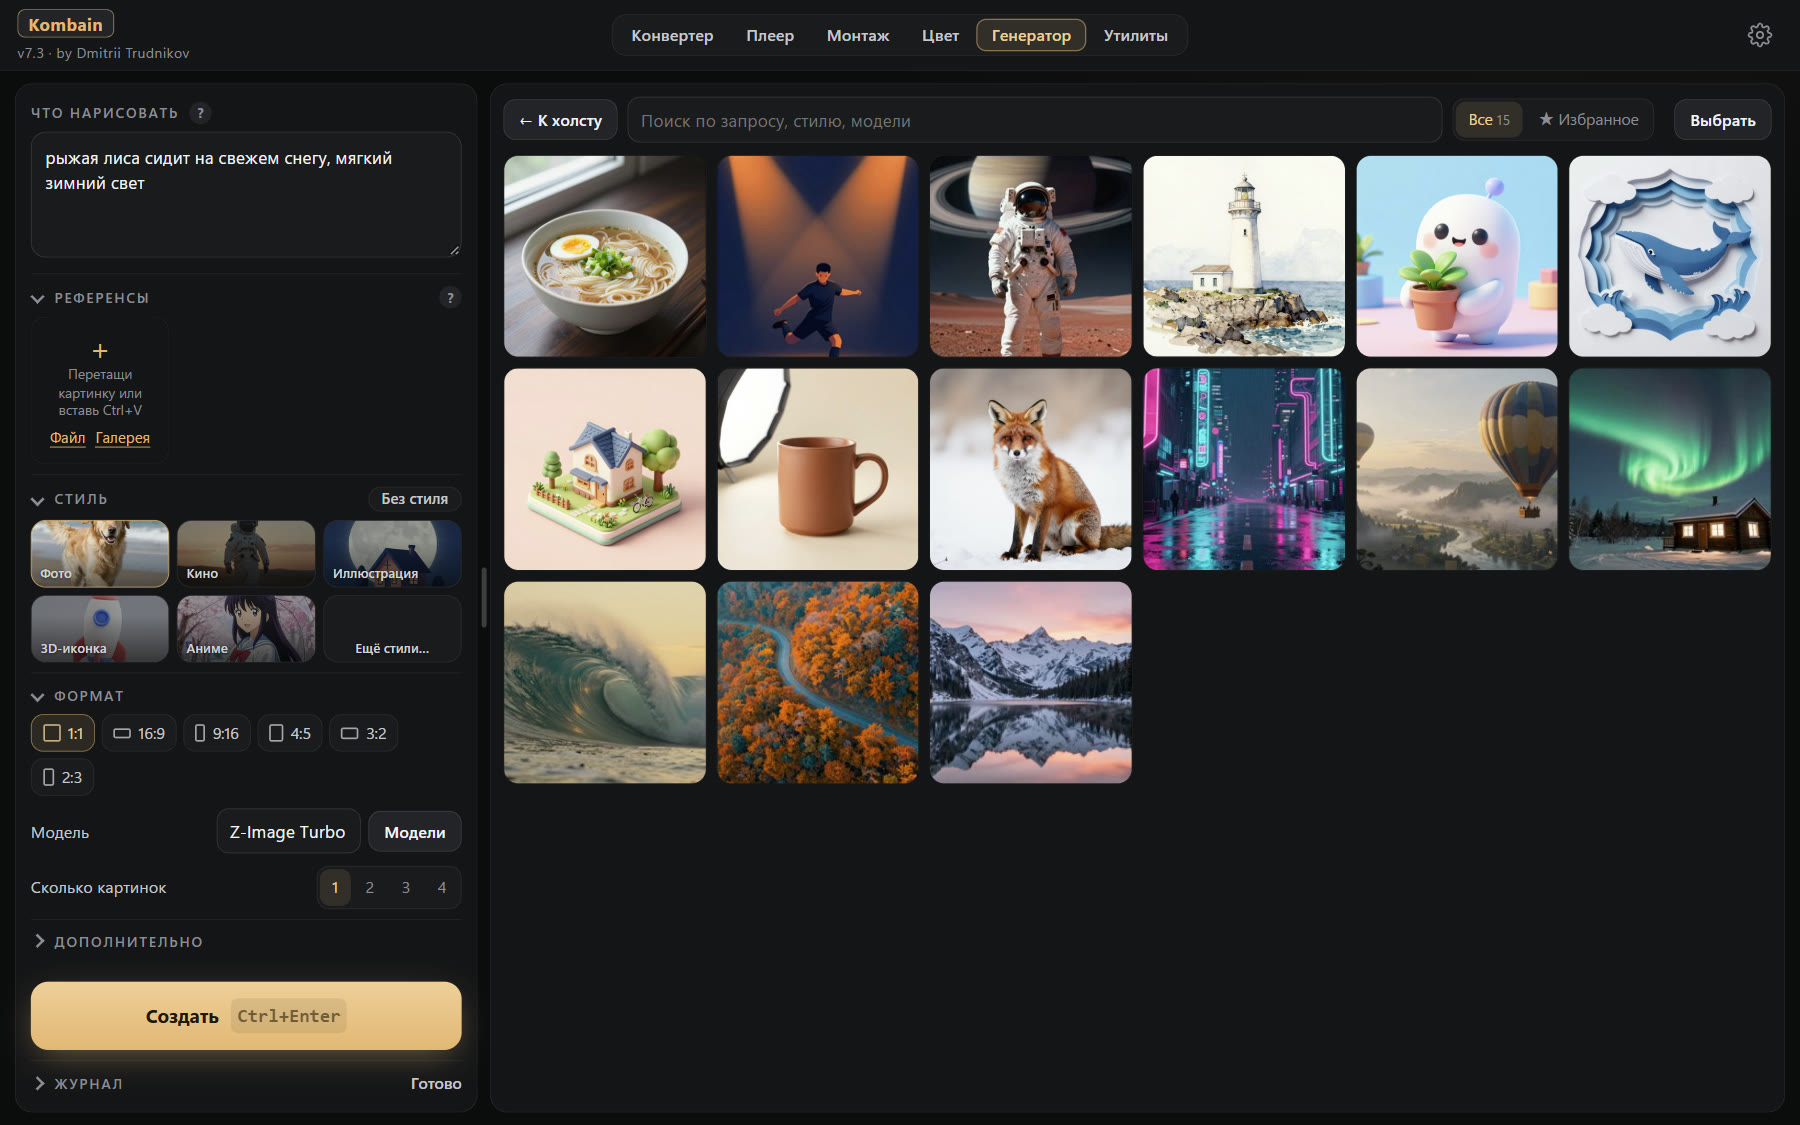 Kombain
v7.3 · by Dmitrii Trudnikov
Конвертер
Плеер
Монтаж
Цвет
Генератор
Утилиты
ЧТО НАРИСОВАТЬ ?
рыжая лиса сидит на свежем снегу, мягкий
зимний свет
РЕФЕРЕНСЫ ?
+
Перетащи
картинку или
вставь Ctrl+V
Файл Галерея
СТИЛЬ
Без стиля
Фото
Кино
Иллюстрация
3D-иконка
Аниме
Ещё стили...
ФОРМАТ
1:1
16:9
9:16
4:5
3:2
2:3
Модель
Z-Image Turbo
Модели
Сколько картинок
1 2 3 4
ДОПОЛНИТЕЛЬНО
Создать Ctrl+Enter
ЖУРНАЛ
Готово
← К холсту
Поиск по запросу, стилю, модели
Все 15
★ Избранное
Выбрать